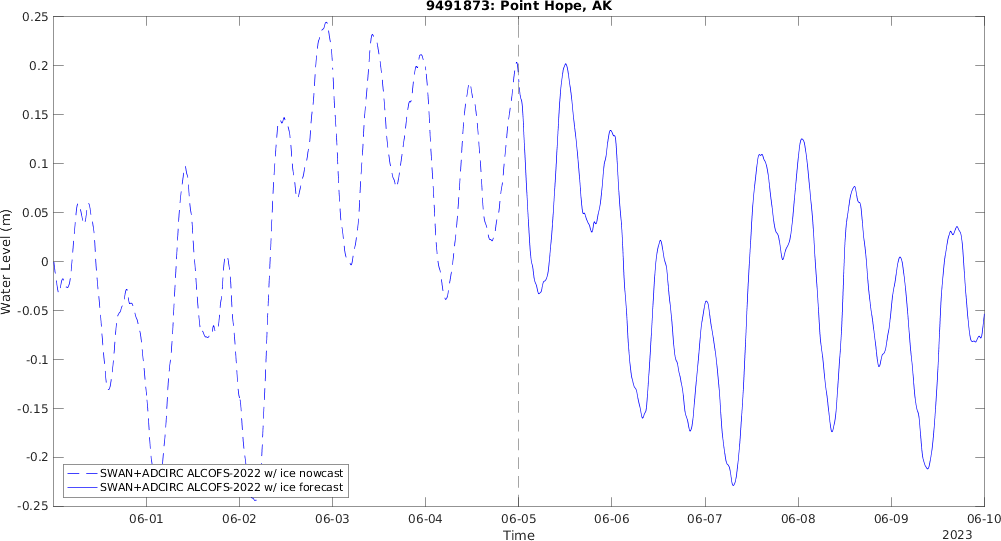 9491873: Point Hope, AK
0.25
0.2
0.15
0.1
0.05
0
-0.05
-0.1
-0.15
-0.2
-0.25
Water Level (m)
SWAN+ADCIRC ALCOFS-2022 w/ ice nowcast
SWAN+ADCIRC ALCOFS-2022 w/ ice forecast
06-01 06-02 06-03 06-04 06-05 06-06 06-07 06-08 06-09 06-10
Time
2023